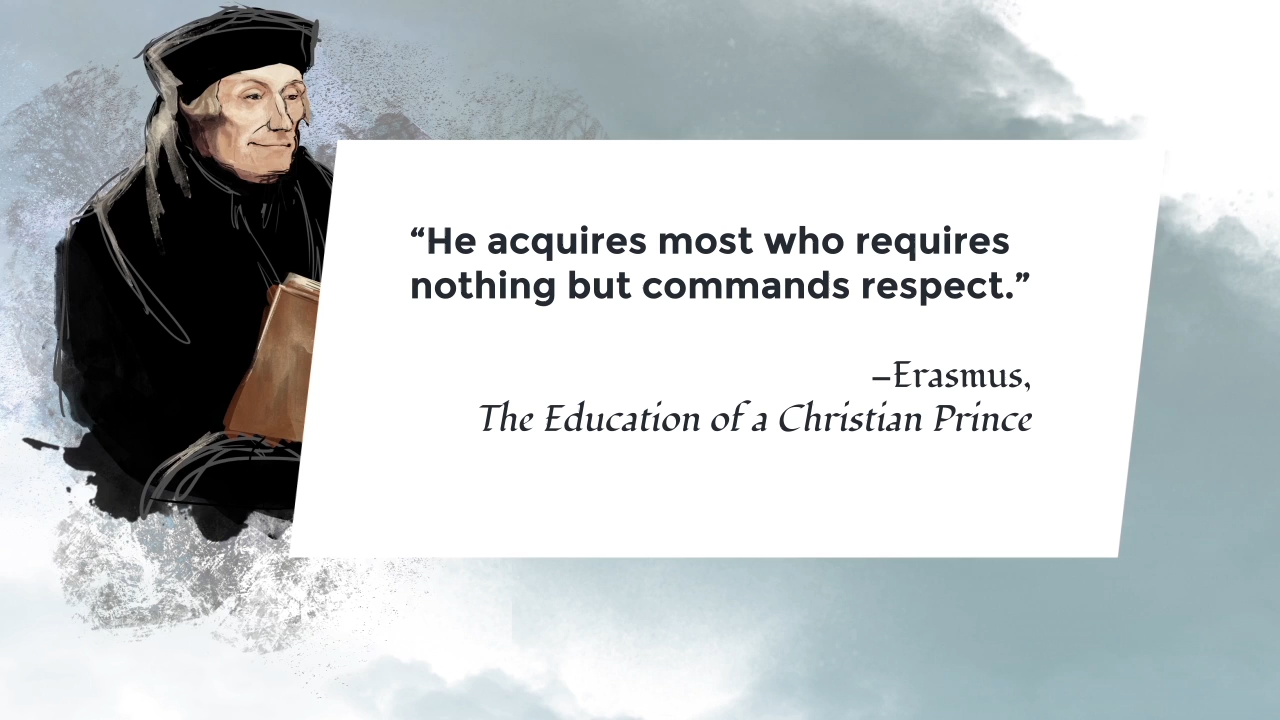 “He acquires most who requires
nothing but commands respect.”
–Erasmus,
The Education of a Christian Prince